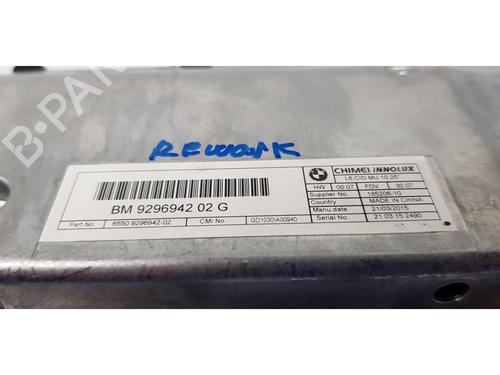 B-PARTS
REWORK
CHIMEI INNOLUX
L6 CID MU 10,25"
HW 00.07 FDV 30.07
Supplier No. 185206-10
Country MADE IN CHINA
Manu.date 21/03/2015
Serial No. 21.03.15 2490
BM 9296942 02 G
Part No 6550.9296942-02 CMI No. GD1030IA00940